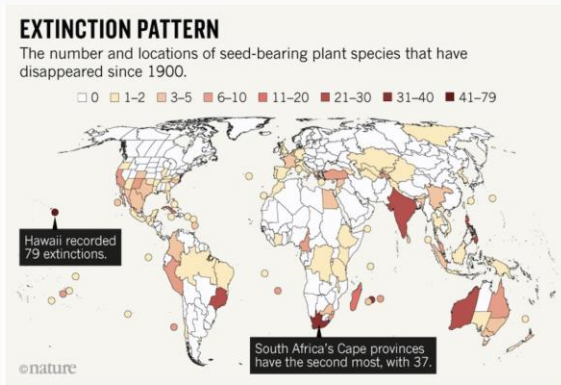 EXTINCTION PATTERN
The number and locations of seed-bearing plant species that have
disappeared since 1900.
0 1–2 3–5 6–10 11–20 21–30 31–40 41–79
Hawaii recorded
79 extinctions.
South Africa's Cape provinces
have the second most, with 37.
©nature